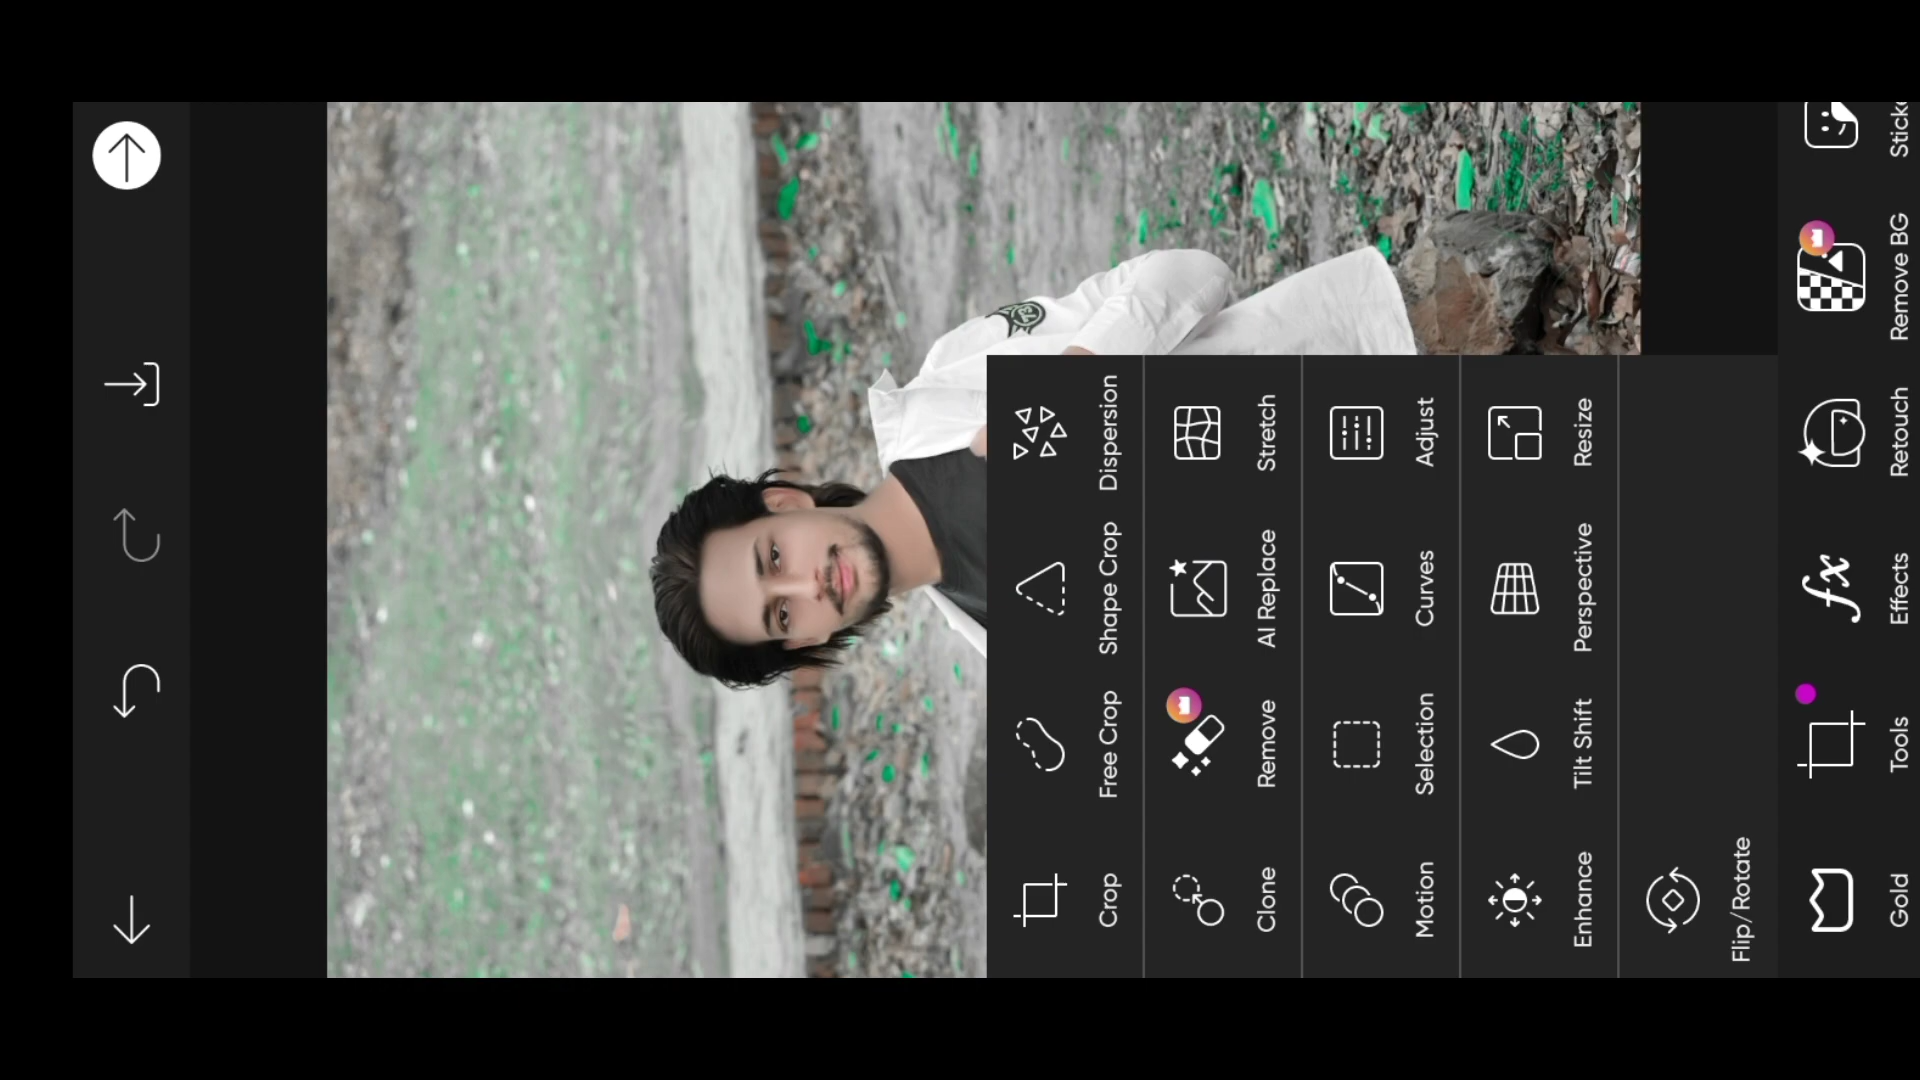 Crop
Free Crop
Shape Crop
Dispersion
Clone
Remove
AI Replace
Stretch
Motion
Selection
Curves
Adjust
Enhance
Tilt Shift
Perspective
Resize
Flip/Rotate
Gold
Tools
Effects
Retouch
Remove BG
Sticke